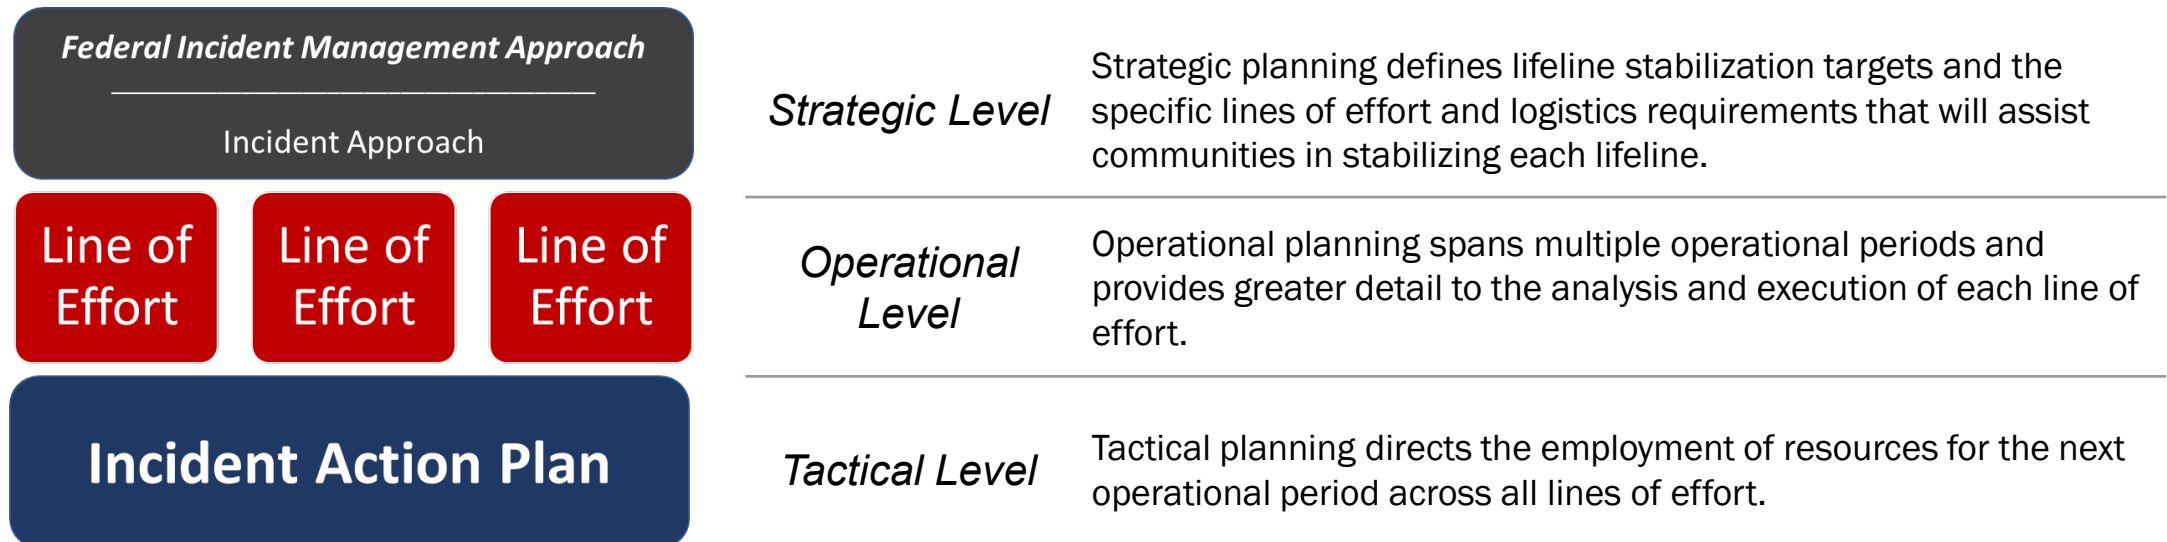 Federal Incident Management Approach
Incident Approach
Strategic Level
Strategic planning defines lifeline stabilization targets and the
specific lines of effort and logistics requirements that will assist
communities in stabilizing each lifeline.
Line of
Effort
Line of
Effort
Line of
Effort
Operational
Level
Operational planning spans multiple operational periods and
provides greater detail to the analysis and execution of each line of
effort.
Incident Action Plan
Tactical Level
Tactical planning directs the employment of resources for the next
operational period across all lines of effort.